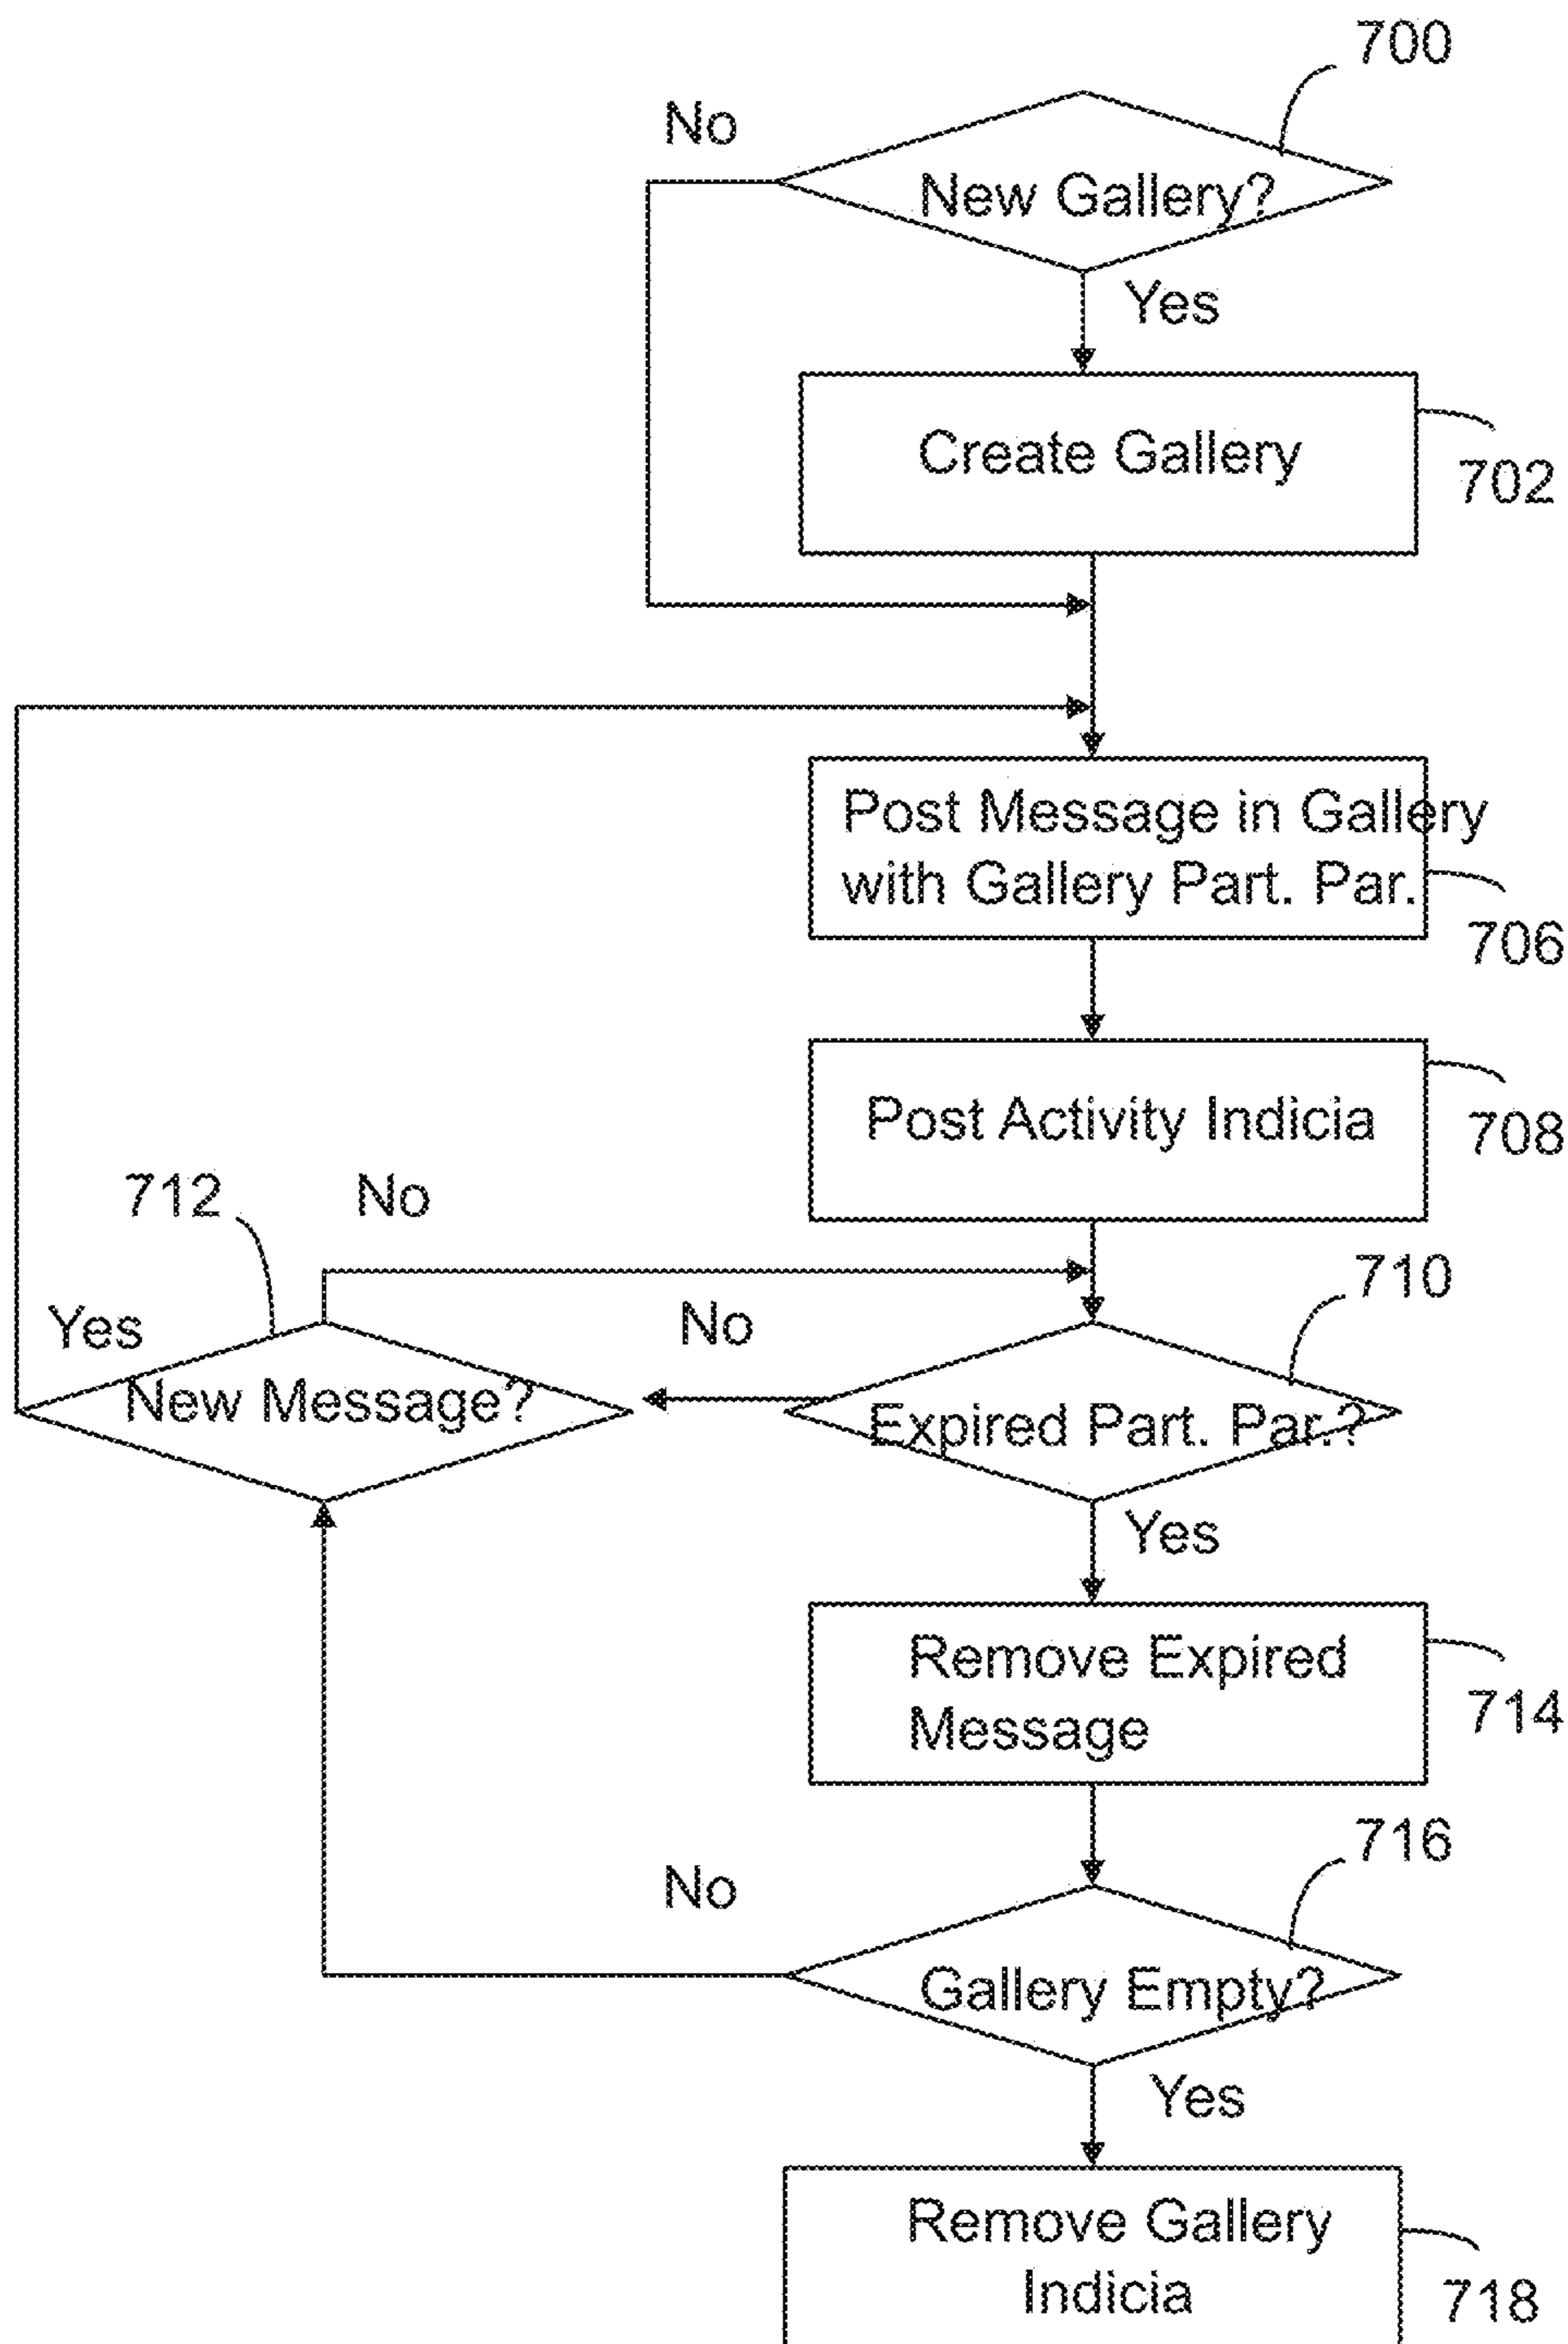 700
No
New Gallery?
Yes
Create Gallery
702
Post Message in Gallery
with Gallery Part. Par.
706
Post Activity Indicia
708
712
No
710
Yes
No
New Message?
Expired Part. Par.?
Yes
Remove Expired
Message
714
716
No
Gallery Empty?
Yes
Remove Gallery
Indicia
718